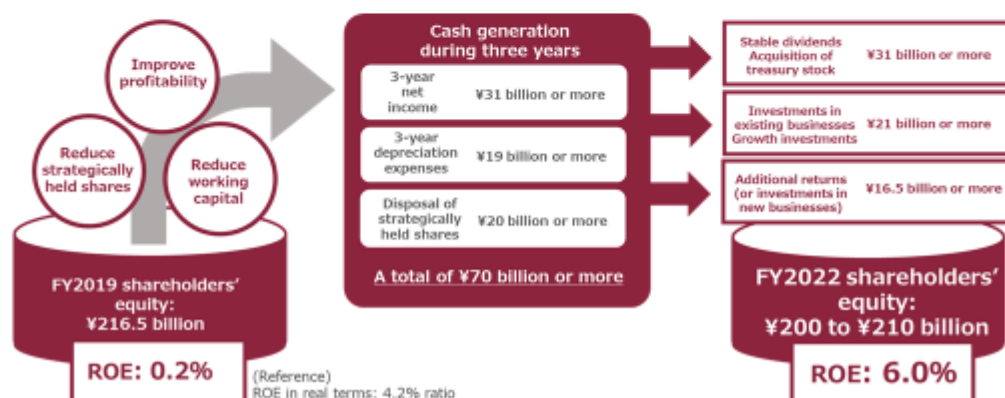 Improve
profitability
Reduce
strategically
held shares
Reduce
working
capital
FY2019 shareholders'
equity:
¥216.5 billion
ROE: 0.2%
(Reference)
ROE in real terms: 4.2% ratio
Cash generation
during three years
3-year
net
income
¥31 billion or more
3-year
depreciation
expenses
¥19 billion or more
Disposal of
strategically
held shares
¥20 billion or more
A total of ¥70 billion or more
Stable dividends
Acquisition of
treasury stock
¥31 billion or more
Investments in
existing businesses
Growth investments
¥21 billion or more
Additional returns
(or investments in
new businesses)
¥16.5 billion or more
FY2022 shareholders'
equity:
¥200 to ¥210 billion
ROE: 6.0%